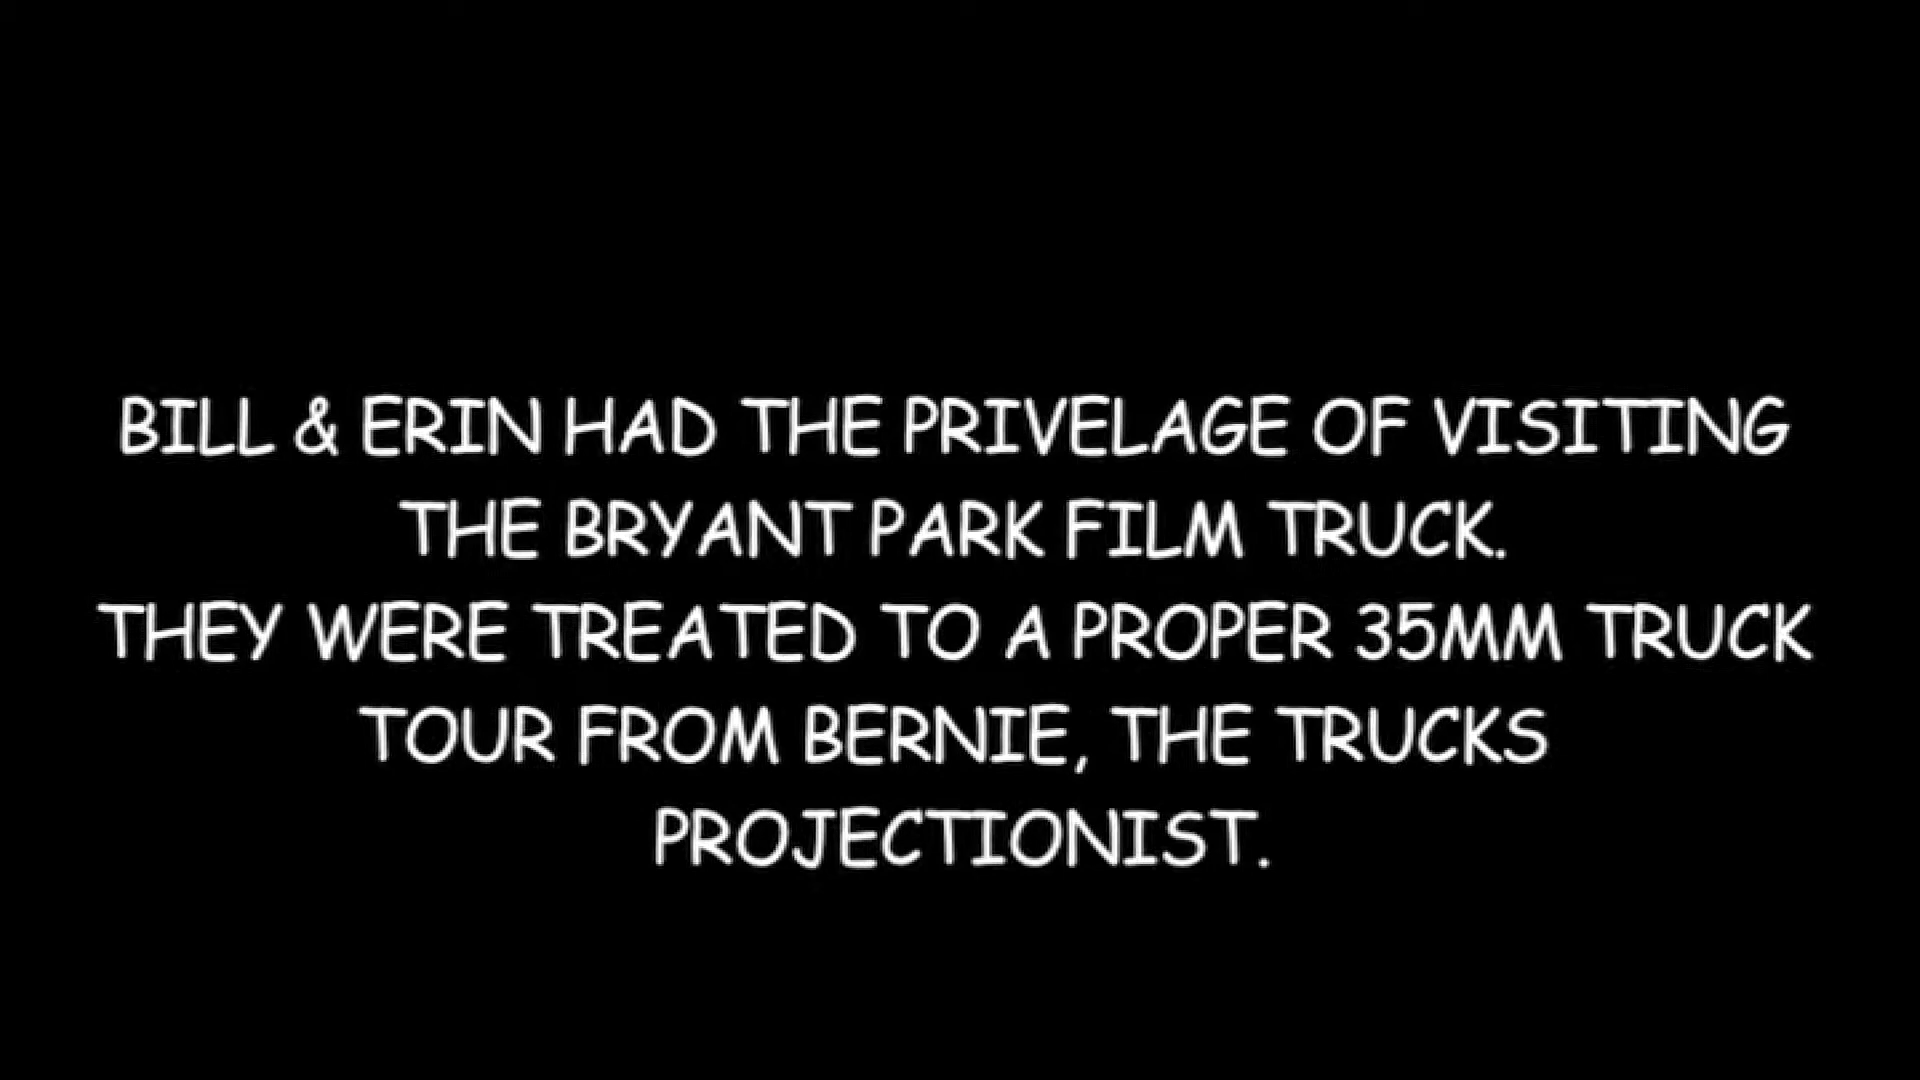 BILL & ERIN HAD THE PRIVELAGE OF VISITING
THE BRYANT PARK FILM TRUCK.
THEY WERE TREATED TO A PROPER 35MM TRUCK
TOUR FROM BERNIE, THE TRUCKS
PROJECTIONIST.